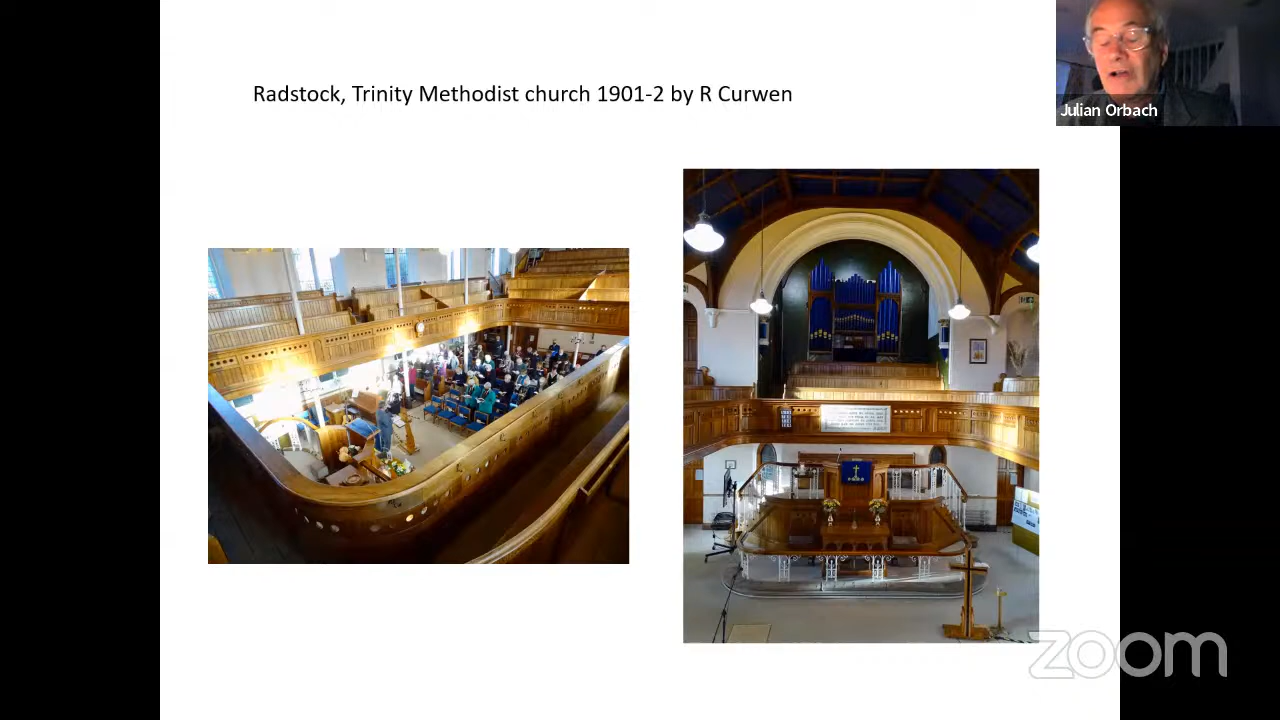 Radstock, Trinity Methodist church 1901-2 by R Curwen
Julian Orbach
zoom